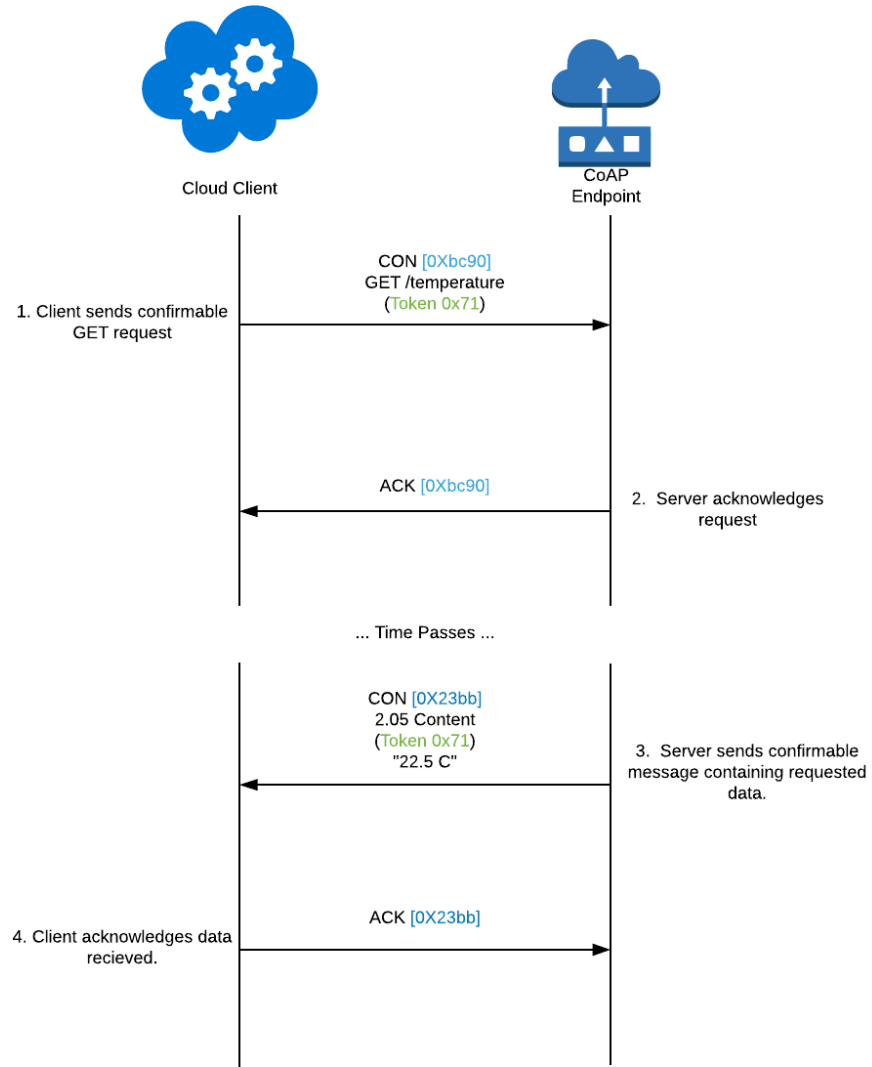 Cloud Client
CoAP
Endpoint
CON [0Xbc90]
GET /temperature
(Token 0x71)
1. Client sends confirmable
GET request
ACK [0Xbc90]
2. Server acknowledges
request
... Time Passes ...
CON [0X23bb]
2.05 Content
(Token 0x71)
"22.5 C"
3. Server sends confirmable
message containing requested
data.
ACK [0X23bb]
4. Client acknowledges data
recieved.